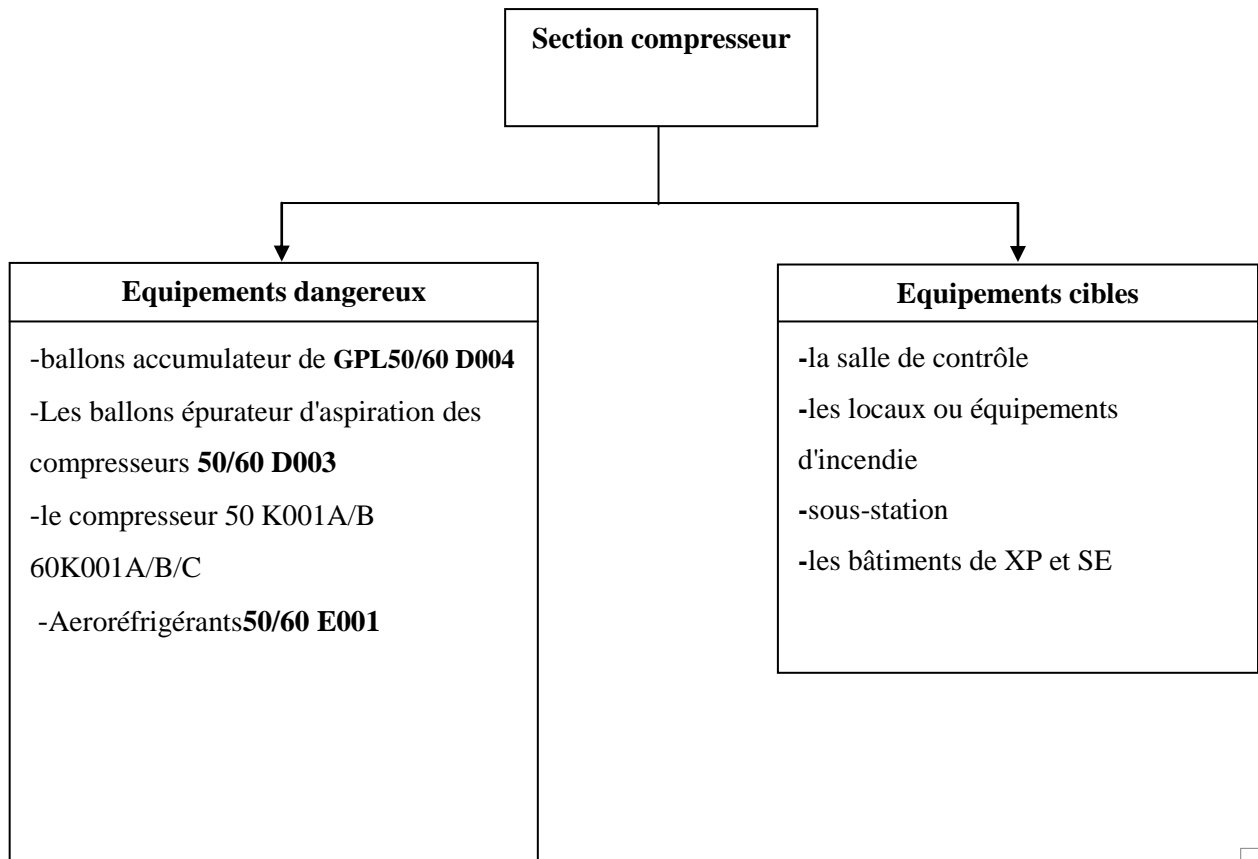 Section compresseur
Equipements dangereux
-ballons accumulateur de GPL50/60 D004
-Les ballons épurateur d'aspiration des
compresseurs 50/60 D003
-le compresseur 50 K001A/B
60K001A/B/C
-Aeroréfrigérants50/60 E001
Equipements cibles
-la salle de contrôle
-les locaux ou équipements
d'incendie
-sous-station
-les bâtiments de XP et SE